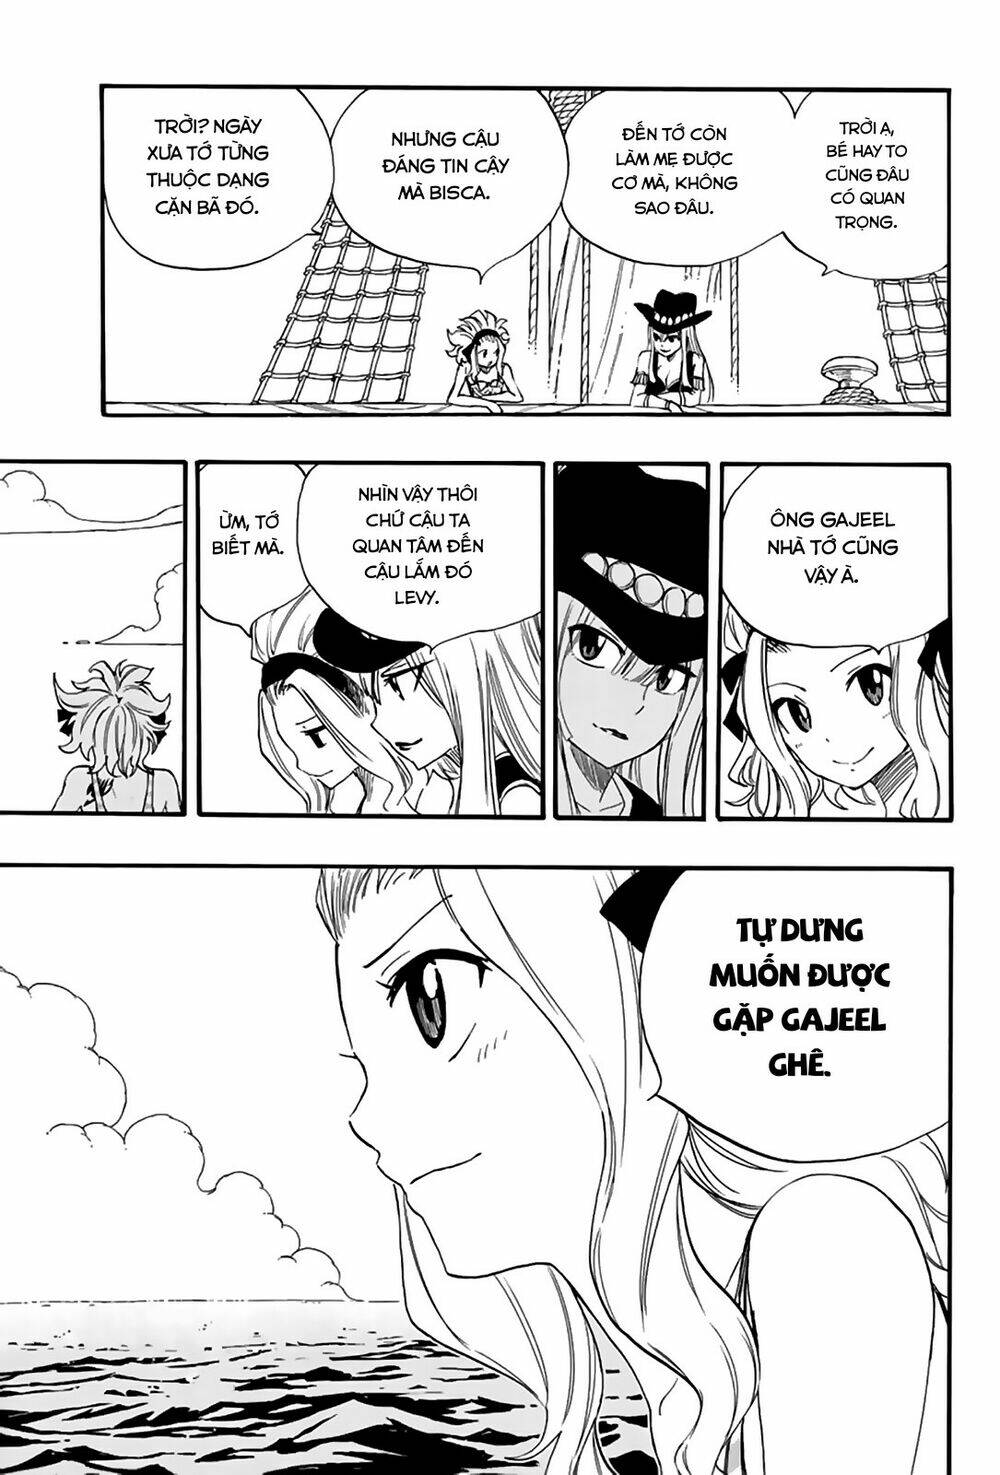 TRỜI Ạ,
BÉ HAY TO
CŨNG ĐÂU
CÓ QUAN
TRỌNG.
ĐẾN TỚ CÒN
LÀM MẸ ĐƯỢC
CƠ MÀ, KHÔNG
SAO ĐÂU.
NHƯNG CẬU
ĐÁNG TIN CẬY
MÀ BISCA.
TRỜI? NGÀY
XƯA TỚ TỪNG
THUỘC DẠNG
CẶN BÃ ĐÓ.
ÔNG GAJEEL
NHÀ TỚ CŨNG
VẬY À.
NHÌN VẬY THÔI
CHỨ CẬU TA
QUAN TÂM ĐẾN
CẬU LẮM ĐÓ
LEVY.
ỪM, TỚ
BIẾT MÀ.
TỰ DƯNG
MUỐN ĐƯỢC
GẶP GAJEEL
GHÊ.